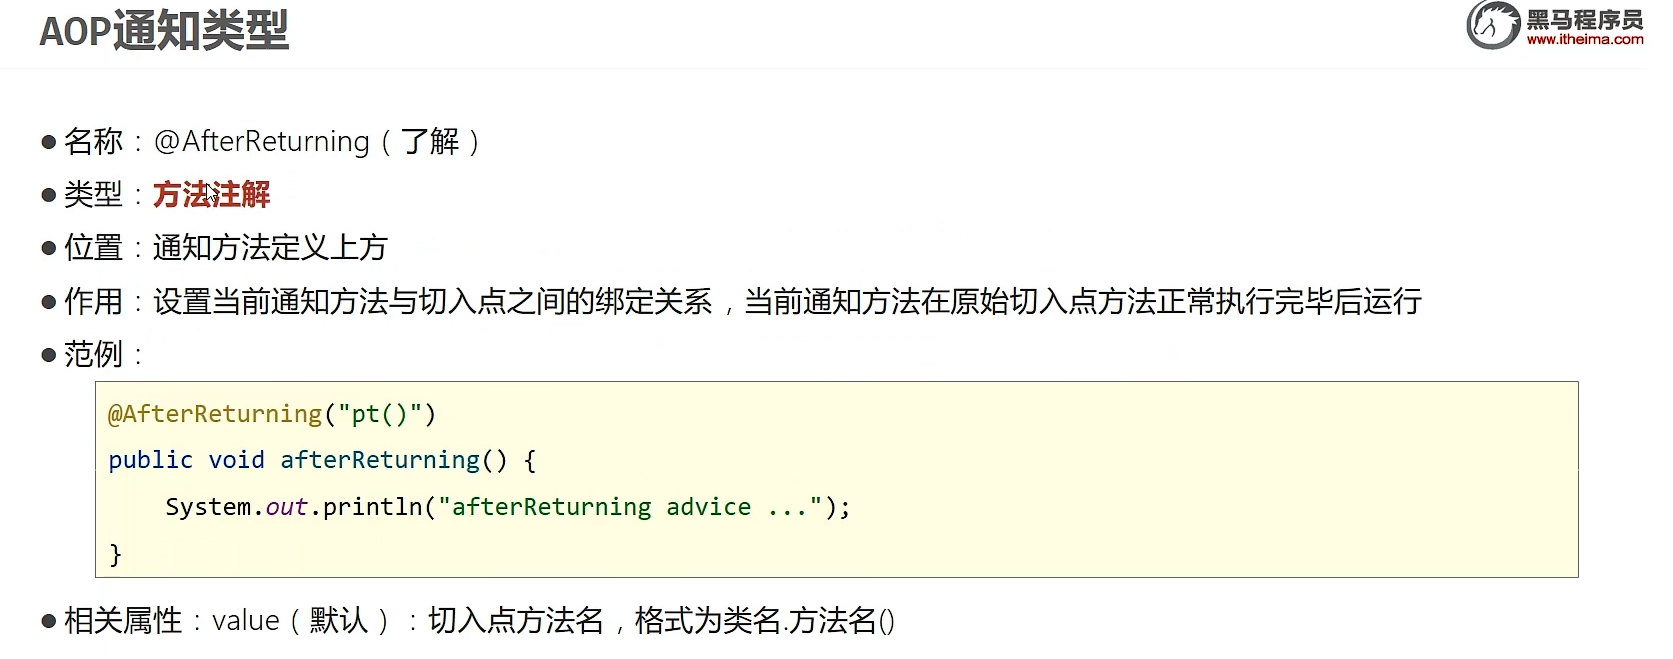 AOP通知类型
黑马程序员
www.itheima.com
● 名称：@AfterReturning（了解）
● 类型：方法注解
● 位置：通知方法定义上方
● 作用：设置当前通知方法与切入点之间的绑定关系，当前通知方法在原始切入点方法正常执行完毕后运行
● 范例：
@AfterReturning("pt()")
public void afterReturning() {
    System.out.println("afterReturning advice ...");
}
● 相关属性：value（默认）：切入点方法名，格式为类名.方法名()